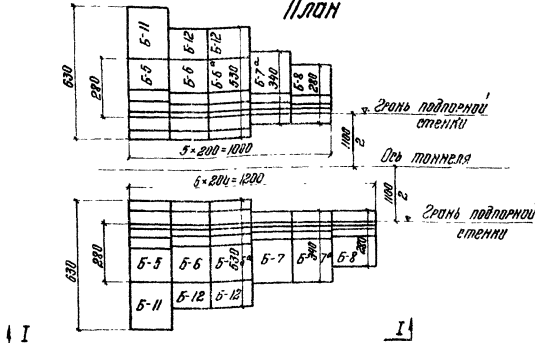 План
Б-11
Б-12 Б-12
Б-5 Б-6 Б-6а 530 Б-7а 340 Б-8 280
630
280
Грань подпорной
стенки
5×200=1000
1100
2
Ось тоннеля
6×200=1200
1100
2
Грань подпорной
стенки
630
280
Б-5 Б-6 630 Б-7 340 7а Б-8 280
Б-11 Б-12 Б-12
I I